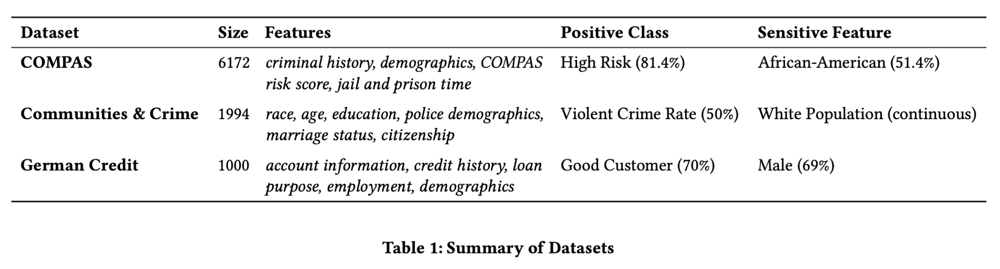 Dataset Size Features Positive Class Sensitive Feature
COMPAS 6172 criminal history, demographics, COMPAS High Risk (81.4%) African-American (51.4%)
risk score, jail and prison time
Communities & Crime 1994 race, age, education, police demographics, Violent Crime Rate (50%) White Population (continuous)
marriage status, citizenship
German Credit 1000 account information, credit history, loan Good Customer (70%) Male (69%)
purpose, employment, demographics
Table 1: Summary of Datasets